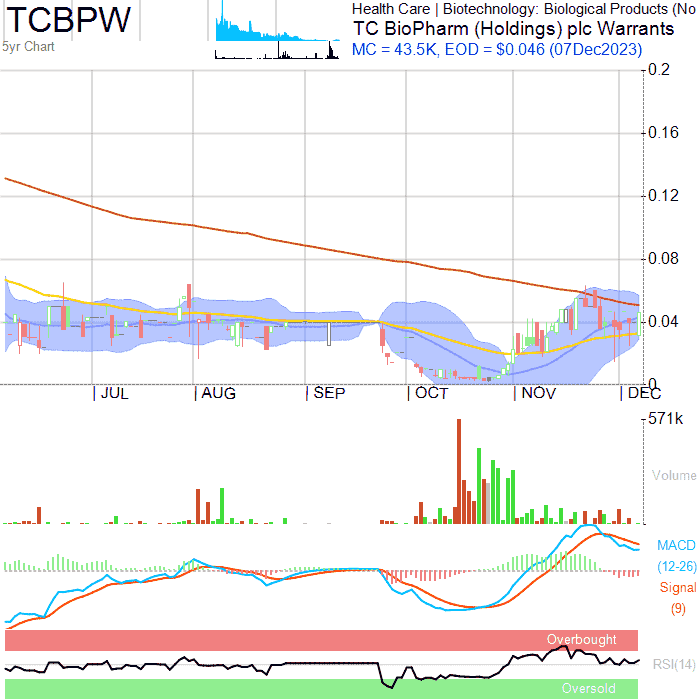 TCBPW
5yr Chart
Health Care | Biotechnology: Biological Products (No
TC BioPharm (Holdings) plc Warrants
MC = 43.5K, EOD = $0.046 (07Dec2023)
0.2
0.16
0.12
0.08
0.04
0
JUL AUG SEP OCT NOV DEC
571k
Volume
MACD
(12-26)
Signal
(9)
Overbought
RSI(14)
Oversold